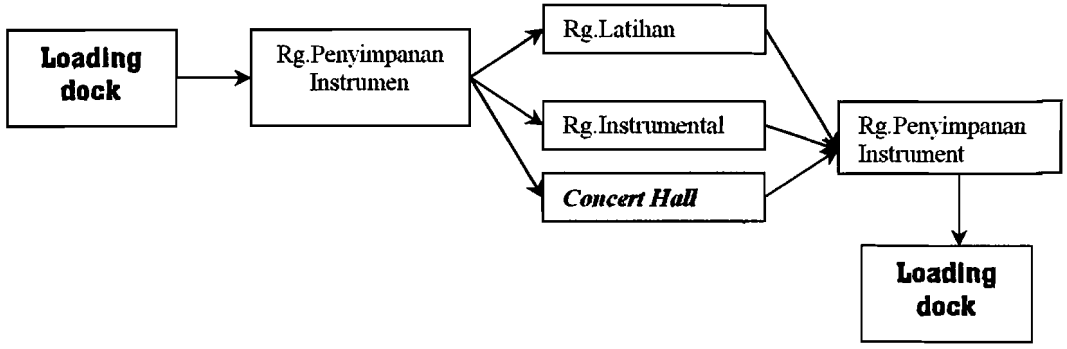 Loading
dock
Rg.Penyimpanan
Instrumen
Rg.Latihan
Rg.Instrumental
Concert Hall
Rg.Penyimpanan
Instrument
Loading
dock